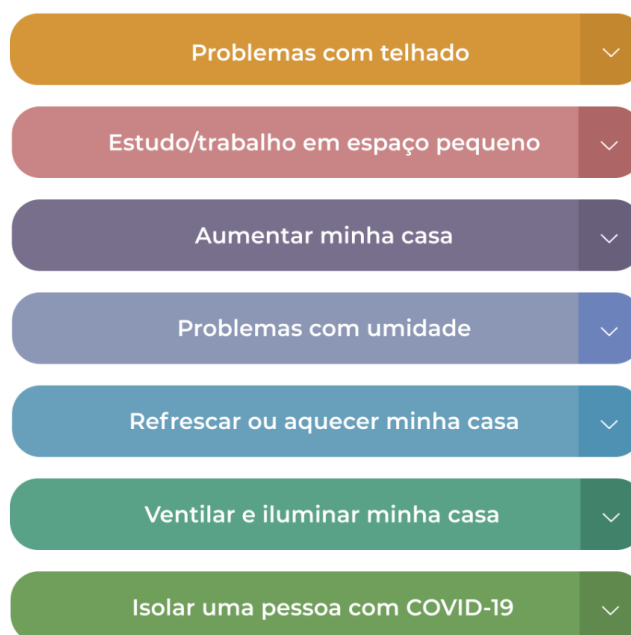 Problemas com telhado
Estudo/trabalho em espaço pequeno
Aumentar minha casa
Problemas com umidade
Refrescar ou aquecer minha casa
Ventilar e iluminar minha casa
Isolar uma pessoa com COVID-19